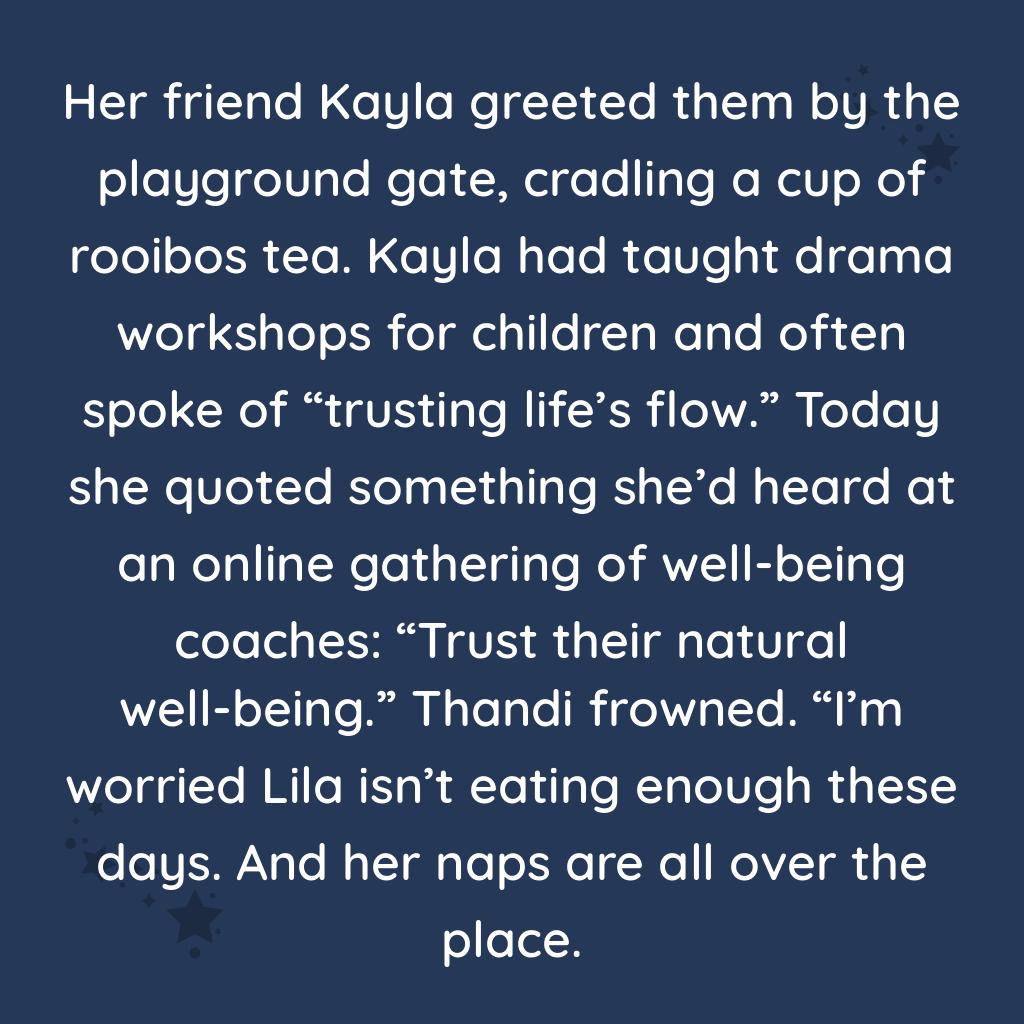 Her friend Kayla greeted them by the
playground gate, cradling a cup of
rooibos tea. Kayla had taught drama
workshops for children and often
spoke of “trusting life’s flow.” Today
she quoted something she’d heard at
an online gathering of well-being
coaches: “Trust their natural
well-being.” Thandi frowned. “I’m
worried Lila isn’t eating enough these
days. And her naps are all over the
place.